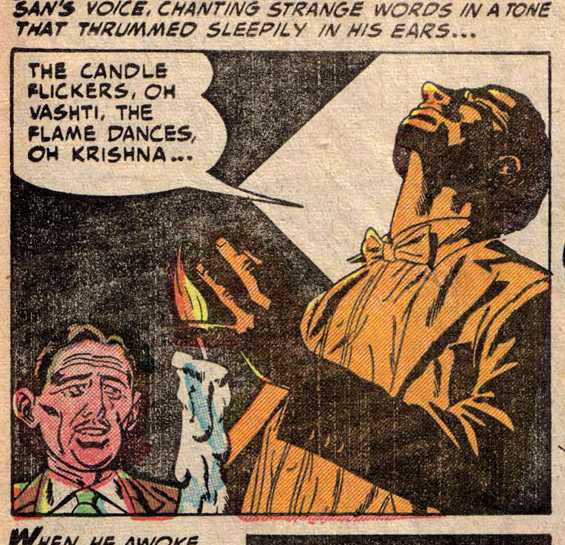 SAN'S VOICE, CHANTING STRANGE WORDS IN A TONE
THAT THRUMMED SLEEPILY IN HIS EARS...
THE CANDLE
FLICKERS, OH
VASHTI, THE
FLAME DANCES,
OH KRISHNA...
WHEN HE AWOKE